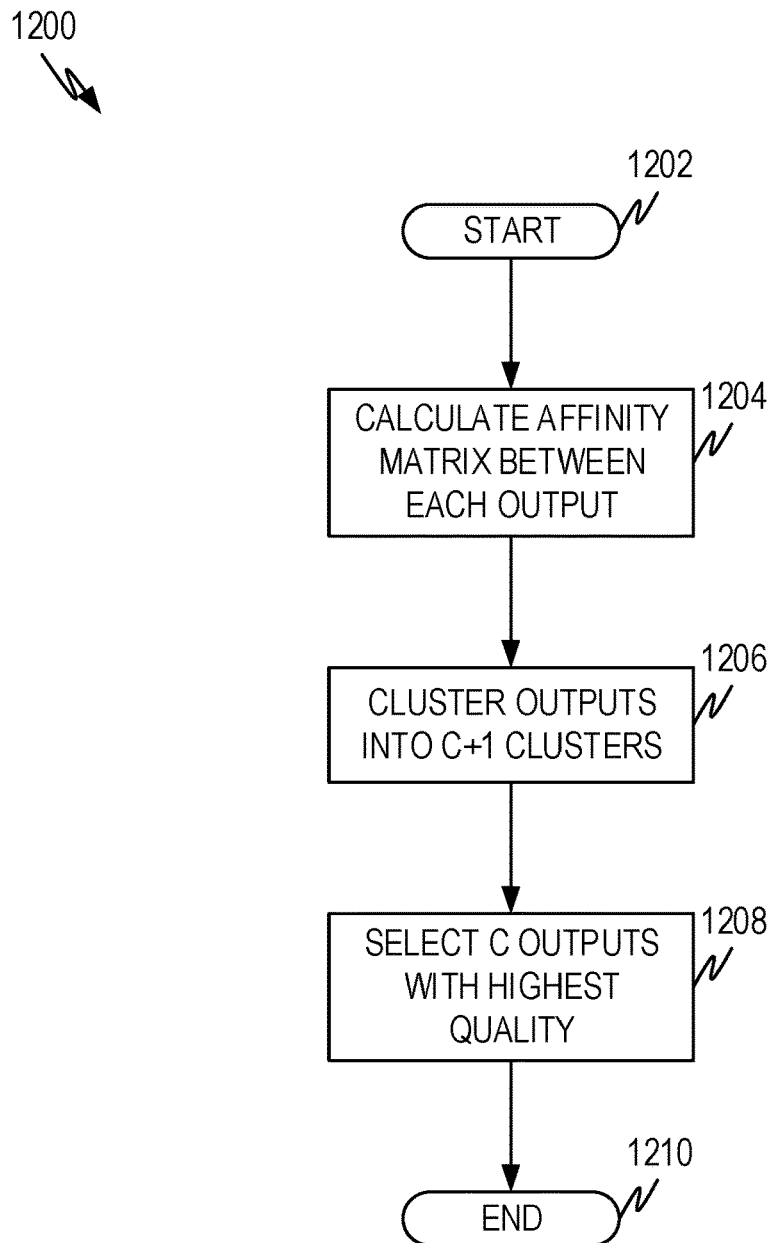 1200
1202
START
1204
CALCULATE AFFINITY
MATRIX BETWEEN
EACH OUTPUT
1206
CLUSTER OUTPUTS
INTO C+1 CLUSTERS
1208
SELECT C OUTPUTS
WITH HIGHEST
QUALITY
1210
END